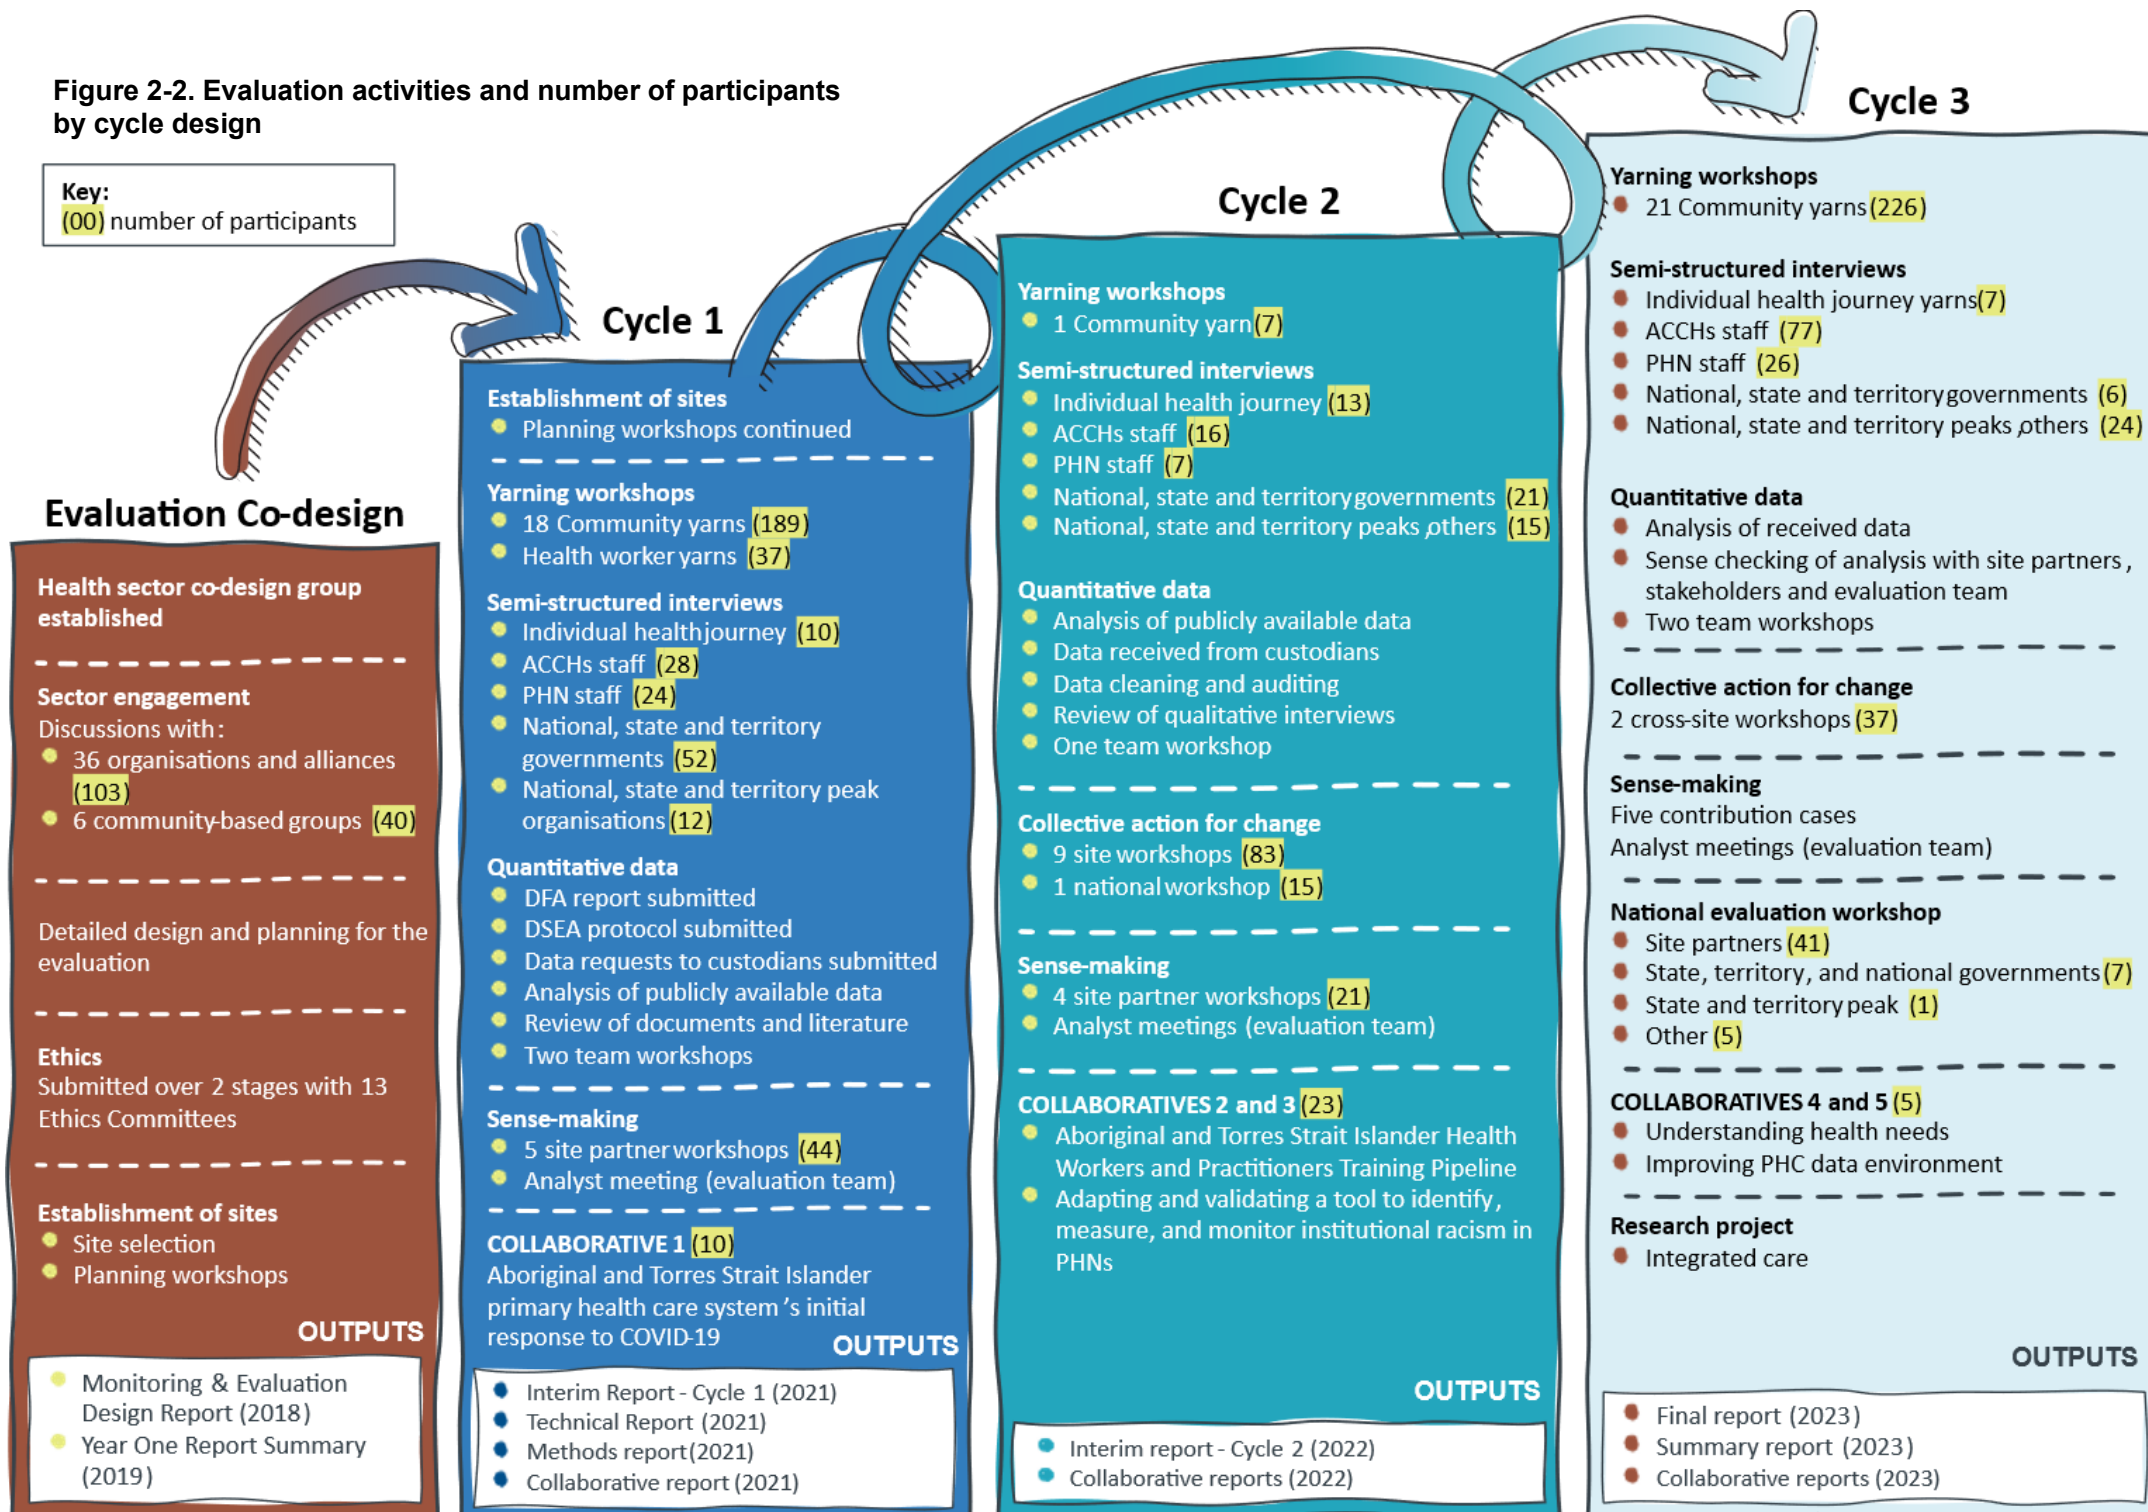 Figure 2-2. Evaluation activities and number of participants
by cycle design
Key:
(00) number of participants
Evaluation Co-design
Health sector co-design group
established
Sector engagement
Discussions with:
36 organisations and alliances
(103)
6 community-based groups (40)
Detailed design and planning for the
evaluation
Ethics
Submitted over 2 stages with 13
Ethics Committees
Establishment of sites
Site selection
Planning workshops
OUTPUTS
Monitoring & Evaluation
Design Report (2018)
Year One Report Summary
(2019)
Cycle 1
Establishment of sites
Planning workshops continued
Yarning workshops
18 Community yarns (189)
Health worker yarns (37)
Semi-structured interviews
Individual health journey (10)
ACCHs staff (28)
PHN staff (24)
National, state and territory
governments (52)
National, state and territory peak
organisations (12)
Quantitative data
DFA report submitted
DSEA protocol submitted
Data requests to custodians submitted
Analysis of publicly available data
Review of documents and literature
Two team workshops
Sense-making
5 site partner workshops (44)
Analyst meeting (evaluation team)
COLLABORATIVE 1 (10)
Aboriginal and Torres Strait Islander
primary health care system 's initial
response to COVID-19
OUTPUTS
Interim Report - Cycle 1 (2021)
Technical Report (2021)
Methods report (2021)
Collaborative report (2021)
Cycle 2
Yarning workshops
1 Community yarn (7)
Semi-structured interviews
Individual health journey (13)
ACCHs staff (16)
PHN staff (7)
National, state and territory governments (21)
National, state and territory peaks ,others (15)
Quantitative data
Analysis of publicly available data
Data received from custodians
Data cleaning and auditing
Review of qualitative interviews
One team workshop
Collective action for change
9 site workshops (83)
1 national workshop (15)
Sense-making
4 site partner workshops (21)
Analyst meetings (evaluation team)
COLLABORATIVES 2 and 3 (23)
Aboriginal and Torres Strait Islander Health
Workers and Practitioners Training Pipeline
Adapting and validating a tool to identify,
measure, and monitor institutional racism in
PHNs
OUTPUTS
Interim report - Cycle 2 (2022)
Collaborative reports (2022)
Cycle 3
Yarning workshops
21 Community yarns (226)
Semi-structured interviews
Individual health journey yarns (7)
ACCHs staff (77)
PHN staff (26)
National, state and territory governments (6)
National, state and territory peaks ,others (24)
Quantitative data
Analysis of received data
Sense checking of analysis with site partners ,
stakeholders and evaluation team
Two team workshops
Collective action for change
2 cross-site workshops (37)
Sense-making
Five contribution cases
Analyst meetings (evaluation team)
National evaluation workshop
Site partners (41)
State, territory, and national governments (7)
State and territory peak (1)
Other (5)
COLLABORATIVES 4 and 5 (5)
Understanding health needs
Improving PHC data environment
Research project
Integrated care
OUTPUTS
Final report (2023)
Summary report (2023)
Collaborative reports (2023)